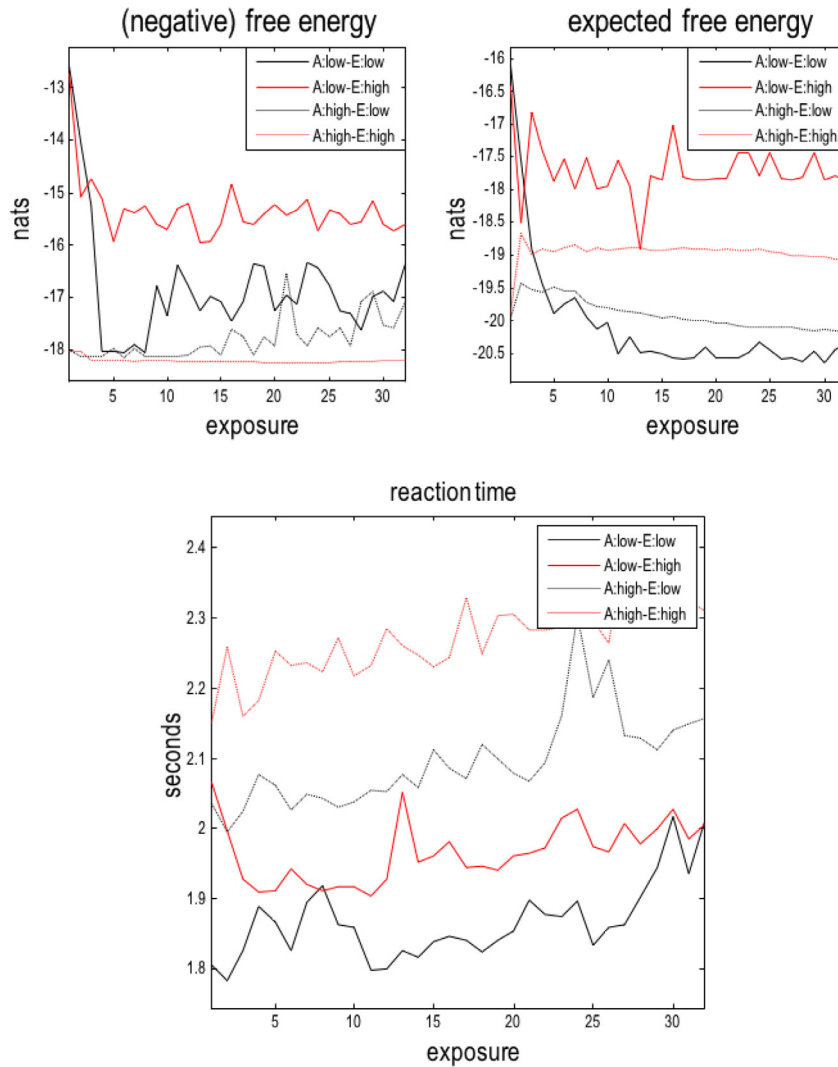 (negative) free energy
A:low-E:low
A:low-E:high
A:high-E:low
A:high-E:high
-13
-14
-15
-16
-17
-18
nats
5
10
15
20
25
30
exposure
expected free energy
A:low-E:low
A:low-E:high
A:high-E:low
A:high-E:high
-16
-16.5
-17
-17.5
-18
-18.5
-19
-19.5
-20
-20.5
nats
5
10
15
20
25
30
exposure
reaction time
A:low-E:low
A:low-E:high
A:high-E:low
A:high-E:high
2.4
2.3
2.2
2.1
2
1.9
1.8
seconds
5
10
15
20
25
30
exposure